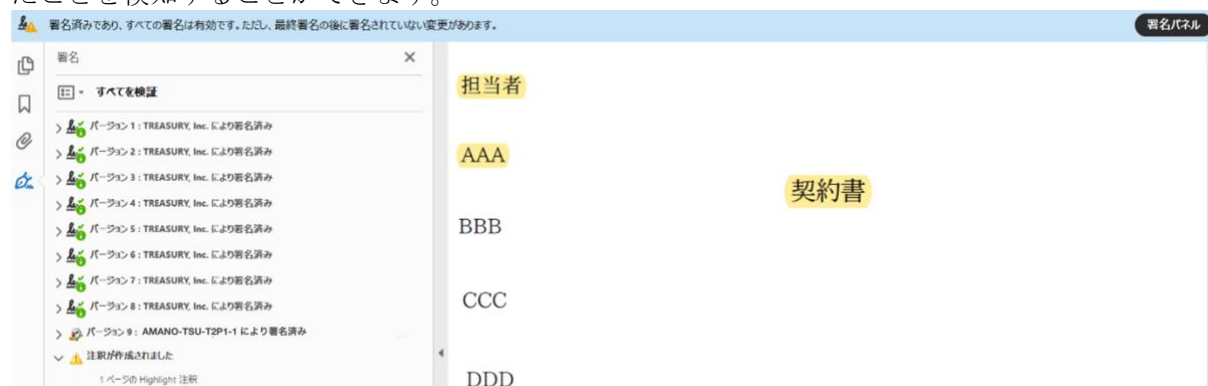 たことを検知することができます。
署名済みであり、すべての署名は有効です。ただし、最終署名の後に署名されていない変更があります。
署名パネル
署名
すべてを検証
バージョン 1 : TREASURY, Inc. により署名済み
バージョン 2 : TREASURY, Inc. により署名済み
バージョン 3 : TREASURY, Inc. により署名済み
バージョン 4 : TREASURY, Inc. により署名済み
バージョン 5 : TREASURY, Inc. により署名済み
バージョン 6 : TREASURY, Inc. により署名済み
バージョン 7 : TREASURY, Inc. により署名済み
バージョン 8 : TREASURY, Inc. により署名済み
バージョン 9 : AMANO-TSU-T2P1-1 により署名済み
注釈が作成されました
1 ページの Highlight 注釈
担当者
AAA
契約書
BBB
CCC
DDD